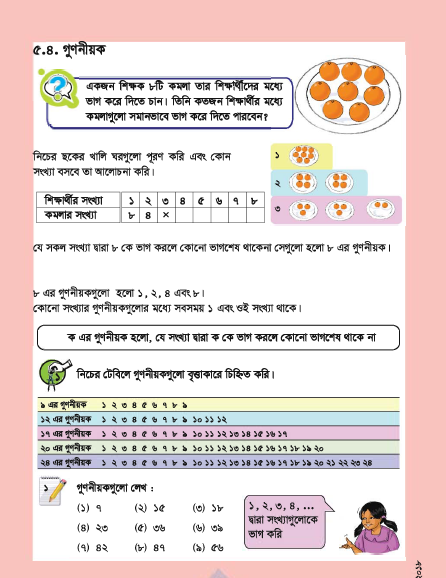 ৫.৪. গুণনীয়ক
একজন শিক্ষক ৮টি কমলা তার শিক্ষার্থীদের মধ্যে
ভাগ করে দিতে চান। তিনি কতজন শিক্ষার্থীর মধ্যে
কমলাগুলো সমানভাবে ভাগ করে দিতে পারবেন?
নিচের ছকের খালি ঘরগুলো পূরণ করি এবং কোন
সংখ্যা বসবে তা আলোচনা করি।
১
২
৩
শিক্ষার্থীর সংখ্যা ১ ২ ৩ ৪ ৫ ৬ ৭ ৮
কমলার সংখ্যা ৮ ৪ ×
যে সকল সংখ্যা দ্বারা ৮ কে ভাগ করলে কোনো ভাগশেষ থাকেনা সেগুলো হলো ৮ এর গুণনীয়ক।
৮ এর গুণনীয়কগুলো হলো ১, ২, ৪ এবং ৮।
কোনো সংখ্যার গুণনীয়কগুলোর মধ্যে সবসময় ১ এবং ওই সংখ্যা থাকে।
ক এর গুণনীয়ক হলো, যে সংখ্যা দ্বারা ক কে ভাগ করলে কোনো ভাগশেষ থাকে না
১
নিচের টেবিলে গুণনীয়কগুলো বৃত্তাকারে চিহ্নিত করি।
৯ এর গুণনীয়ক ১ ২ ৩ ৪ ৫ ৬ ৭ ৮ ৯
১২ এর গুণনীয়ক ১ ২ ৩ ৪ ৫ ৬ ৭ ৮ ৯ ১০ ১১ ১২
১৭ এর গুণনীয়ক ১ ২ ৩ ৪ ৫ ৬ ৭ ৮ ৯ ১০ ১১ ১২ ১৩ ১৪ ১৫ ১৬ ১৭
২০ এর গুণনীয়ক ১ ২ ৩ ৪ ৫ ৬ ৭ ৮ ৯ ১০ ১১ ১২ ১৩ ১৪ ১৫ ১৬ ১৭ ১৮ ১৯ ২০
২৪ এর গুণনীয়ক ১ ২ ৩ ৪ ৫ ৬ ৭ ৮ ৯ ১০ ১১ ১২ ১৩ ১৪ ১৫ ১৬ ১৭ ১৮ ১৯ ২০ ২১ ২২ ২৩ ২৪
১ গুণনীয়কগুলো লেখ :
(১) ৭ (২) ১৫ (৩) ১৮
(৪) ২৩ (৫) ৩৬ (৬) ৩৯
(৭) ৪২ (৮) ৪৭ (৯) ৫৬
১, ২, ৩, ৪, ...
দ্বারা সংখ্যাগুলোকে
ভাগ করি
২০১৮